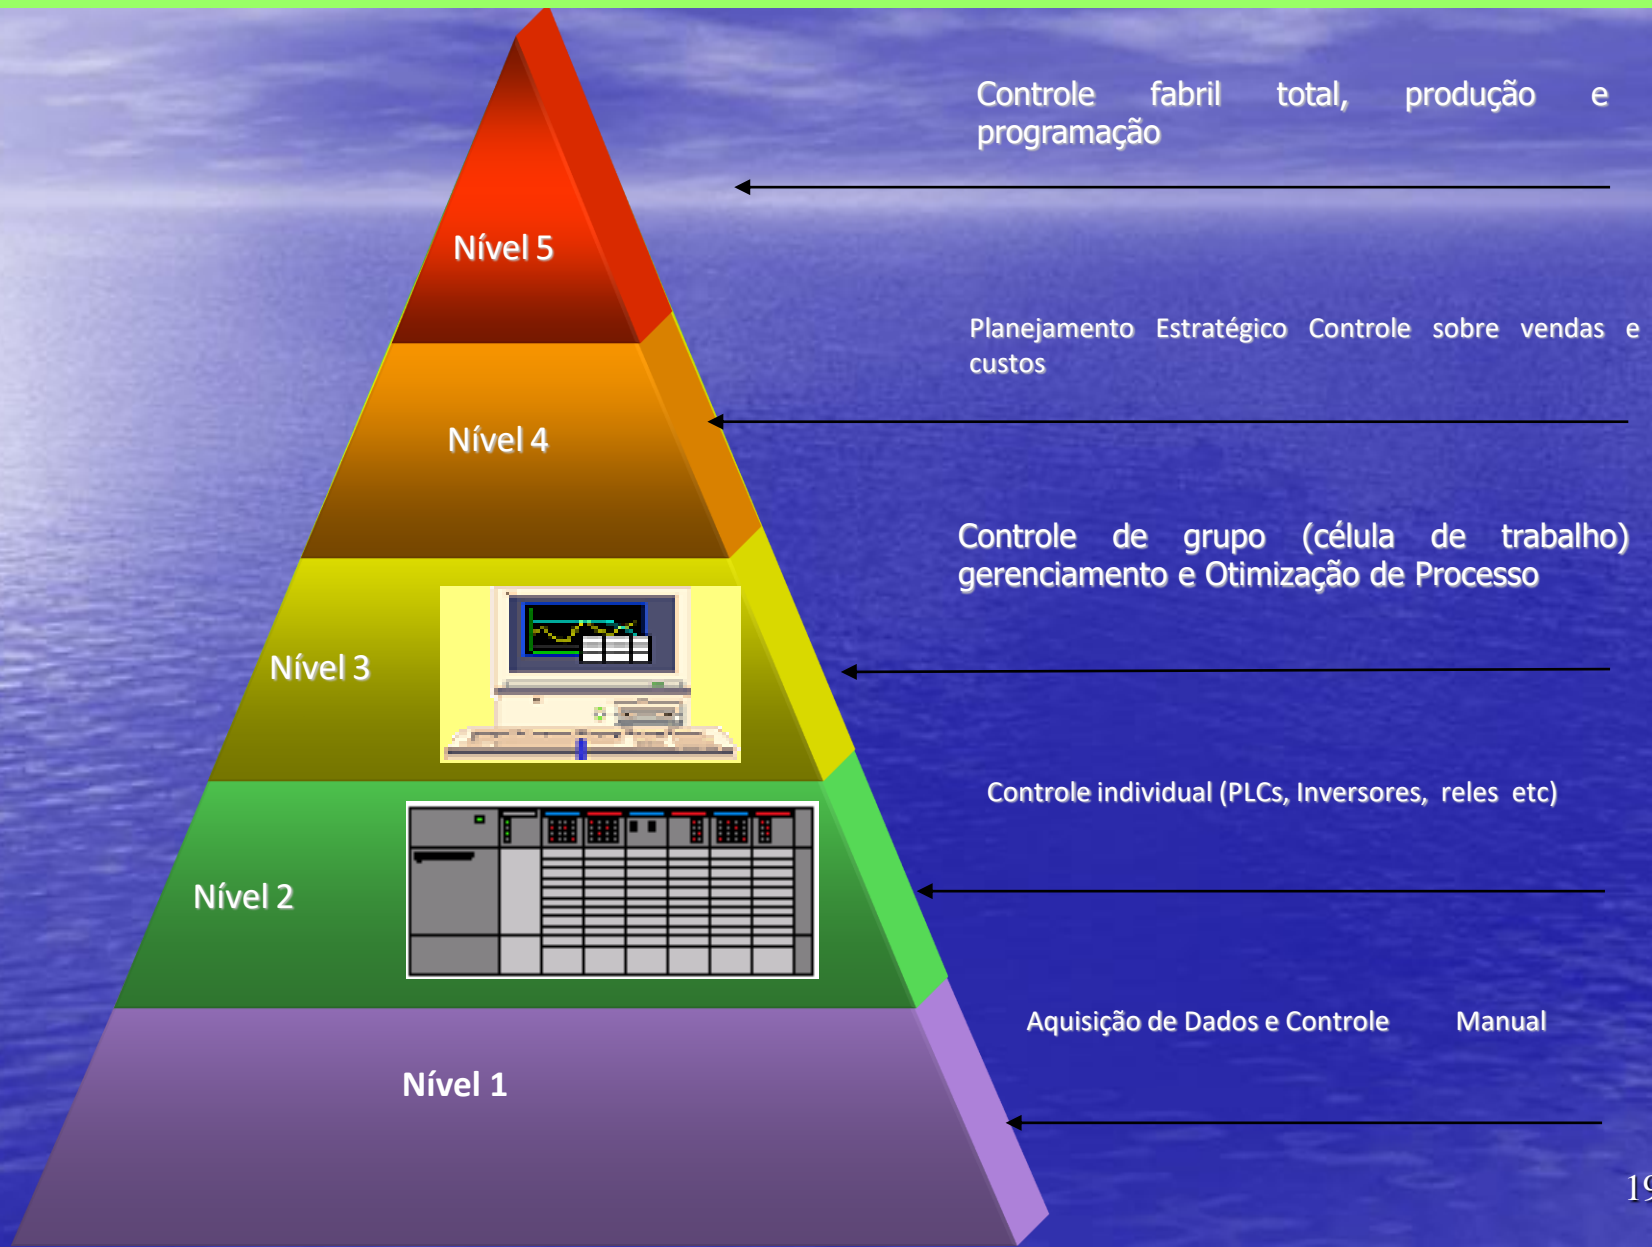 Controle fabril total, produção e
programação
Nível 5
Planejamento Estratégico Controle sobre vendas e
custos
Nível 4
Controle de grupo (célula de trabalho)
gerenciamento e Otimização de Processo
Nível 3
Controle individual (PLCs, Inversores, reles etc)
Nível 2
Aquisição de Dados e Controle Manual
Nível 1
19